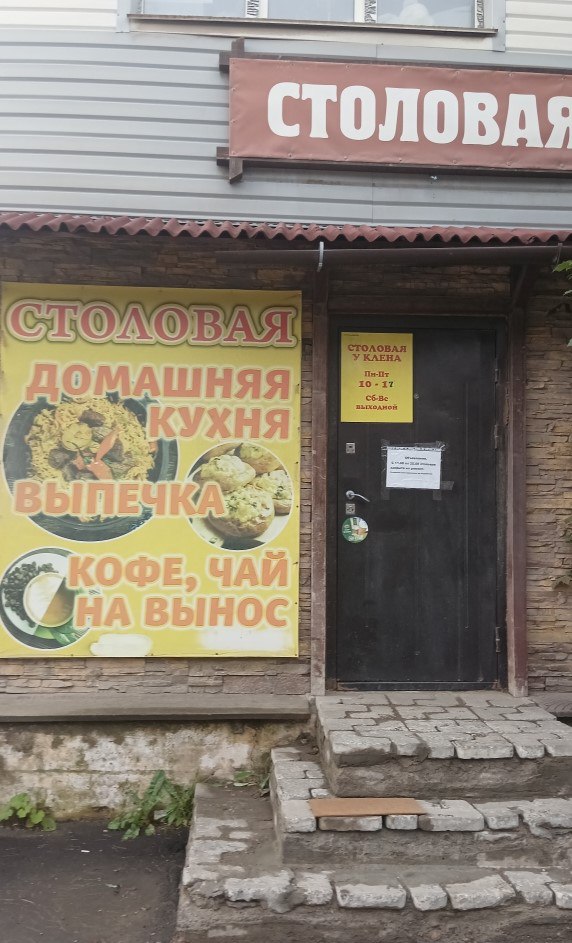 СТОЛОВАЯ
СТОЛОВАЯ
ДОМАШНЯЯ
КУХНЯ
ВЫПЕЧКА
КОФЕ, ЧАЙ
НА ВЫНОС
СТОЛОВАЯ
У КЛЕНА
Пн-Пт
10 - 17
Сб-Вс
выходной